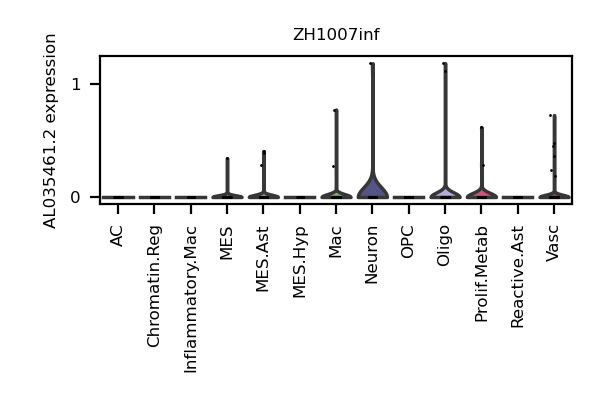 ZH1007inf
AL035461.2 expression
1
0
AC
Chromatin.Reg
Inflammatory.Mac
MES
MES.Ast
MES.Hyp
Mac
Neuron
OPC
Oligo
Prolif.Metab
Reactive.Ast
Vasc